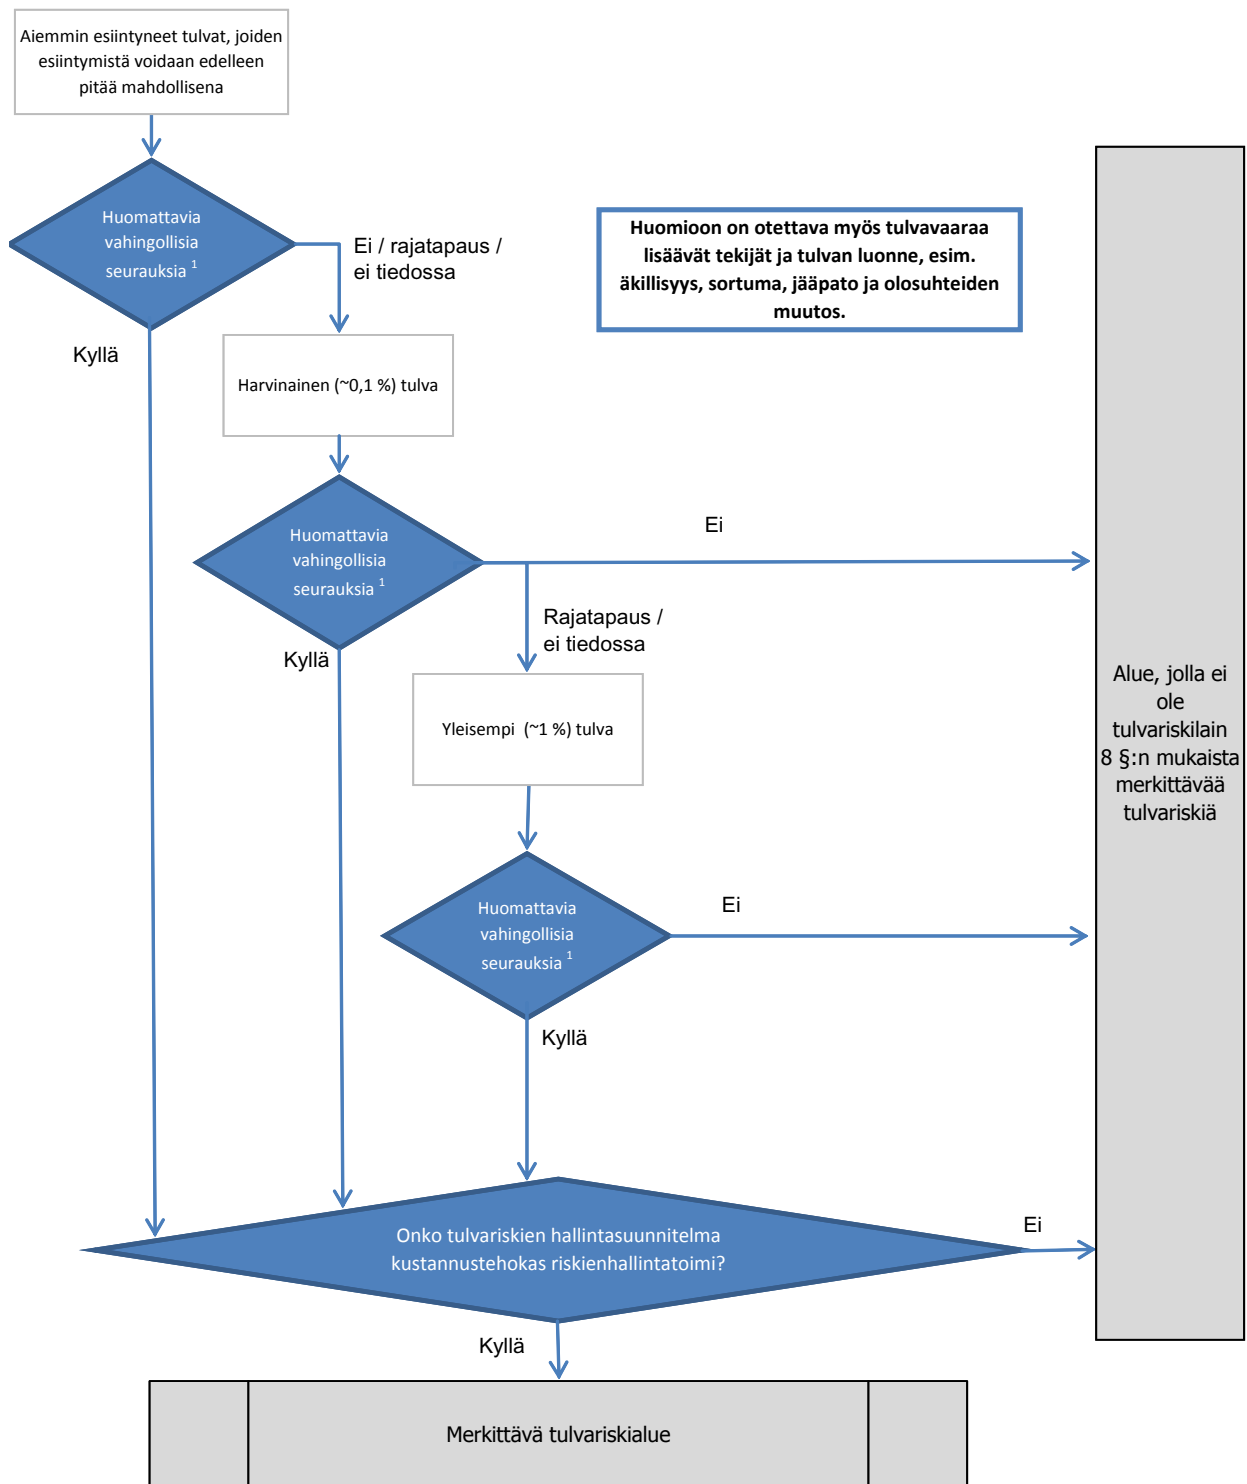 Aiemmin esiintyneet tulvat, joiden
esiintymistä voidaan edelleen
pitää mahdollisena
Huomattavia
vahingollisia
seurauksia 1
Ei / rajatapaus /
ei tiedossa
Huomioon on otettava myös tulvavaaraa
lisäävät tekijät ja tulvan luonne, esim.
äkillisyys, sortuma, jääpato ja olosuhteiden
muutos.
Kyllä
Harvinainen (~0,1 %) tulva
Huomattavia
vahingollisia
seurauksia 1
Ei
Rajatapaus /
ei tiedossa
Kyllä
Yleisempi (~1 %) tulva
Alue, jolla ei
ole
tulvariskilain
8 §:n mukaista
merkittävää
tulvariskiä
Huomattavia
vahingollisia
seurauksia 1
Ei
Kyllä
Onko tulvariskien hallintasuunnitelma
kustannustehokas riskienhallintatoimi?
Ei
Kyllä
Merkittävä tulvariskialue